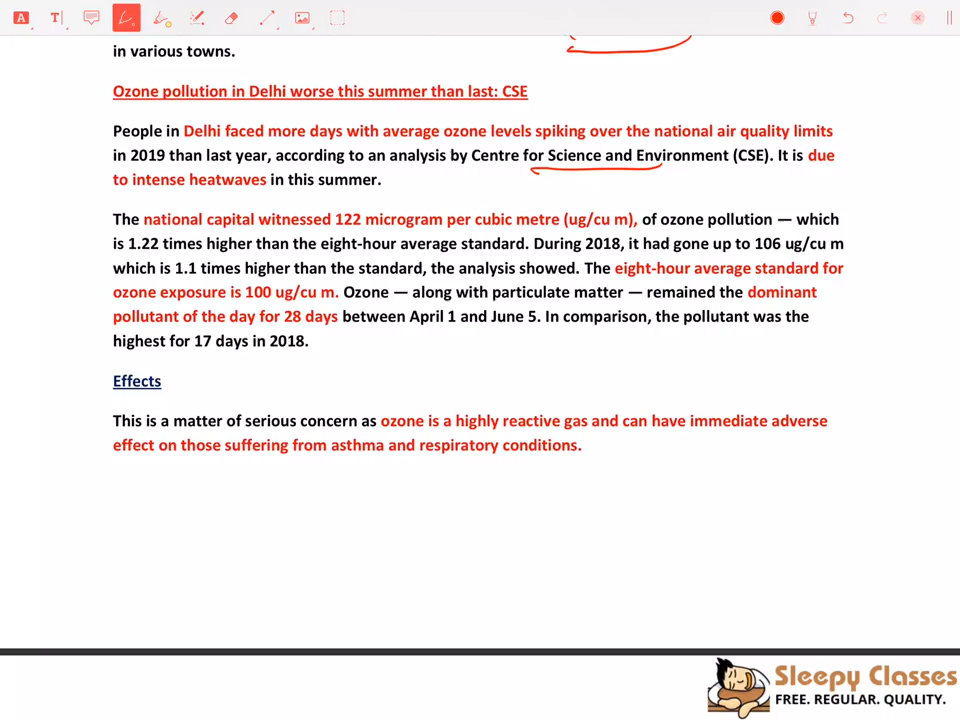 A T
in various towns.
Ozone pollution in Delhi worse this summer than last: CSE
People in Delhi faced more days with average ozone levels spiking over the national air quality limits
in 2019 than last year, according to an analysis by Centre for Science and Environment (CSE). It is due
to intense heatwaves in this summer.
The national capital witnessed 122 microgram per cubic metre (ug/cu m), of ozone pollution — which
is 1.22 times higher than the eight-hour average standard. During 2018, it had gone up to 106 ug/cu m
which is 1.1 times higher than the standard, the analysis showed. The eight-hour average standard for
ozone exposure is 100 ug/cu m. Ozone — along with particulate matter — remained the dominant
pollutant of the day for 28 days between April 1 and June 5. In comparison, the pollutant was the
highest for 17 days in 2018.
Effects
This is a matter of serious concern as ozone is a highly reactive gas and can have immediate adverse
effect on those suffering from asthma and respiratory conditions.
Sleepy Classes
FREE. REGULAR. QUALITY.